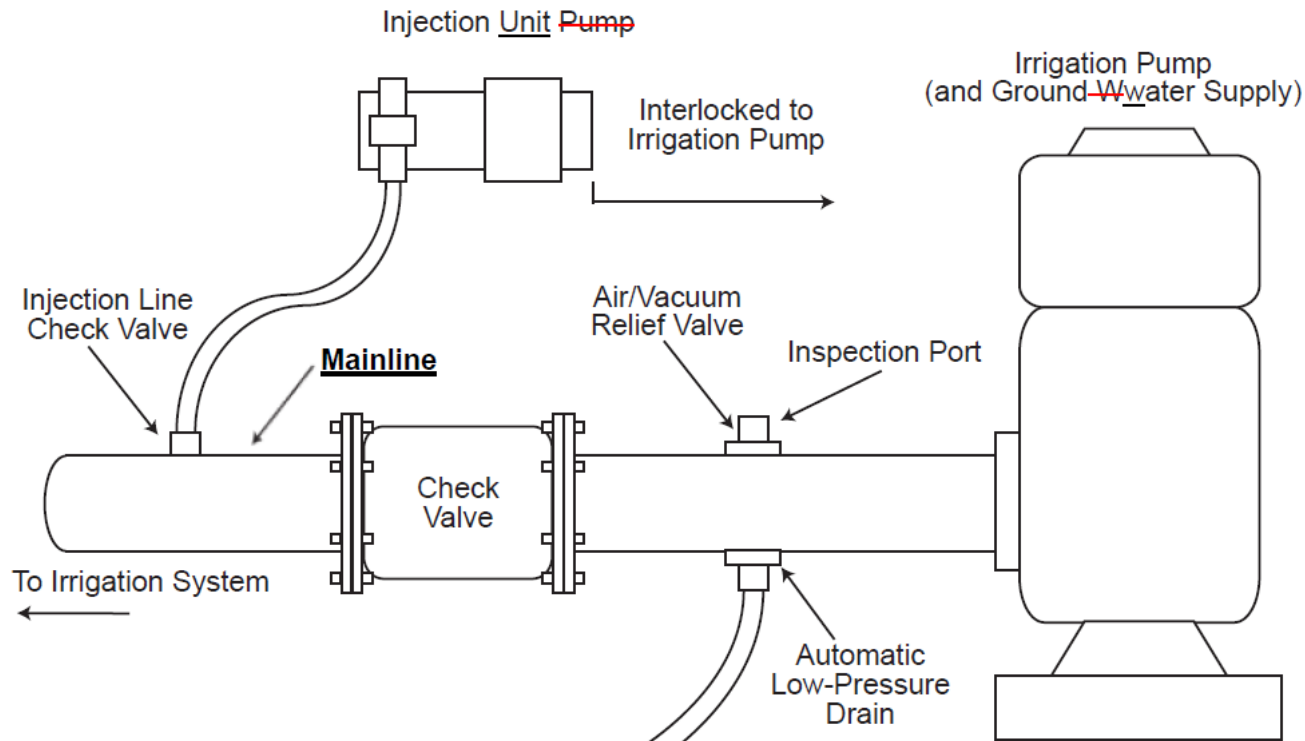 Injection Unit Pump
Irrigation Pump
(and Ground Wwater Supply)
Interlocked to
Irrigation Pump
Injection Line
Check Valve
Air/Vacuum
Relief Valve
Mainline
Inspection Port
Check
Valve
To Irrigation System
Automatic
Low-Pressure
Drain